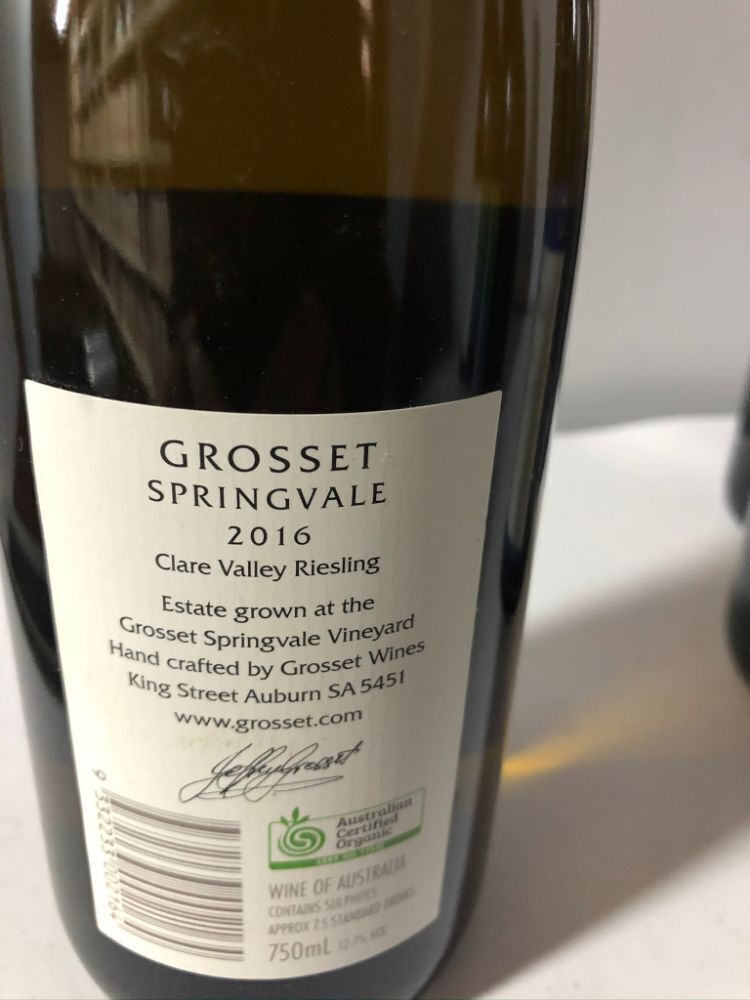 GROSSET
SPRINGVALE
2016
Clare Valley Riesling
Estate grown at the
Grosset Springvale Vineyard
Hand crafted by Grosset Wines
King Street Auburn SA 5451
www.grosset.com
Jeffrey Grosset
Australian
Certified
Organic
WINE OF AUSTRALIA
CONTAINS SULPHITES
APPROX 7.5 STANDARD DRINKS
750mL 12.7% VOL